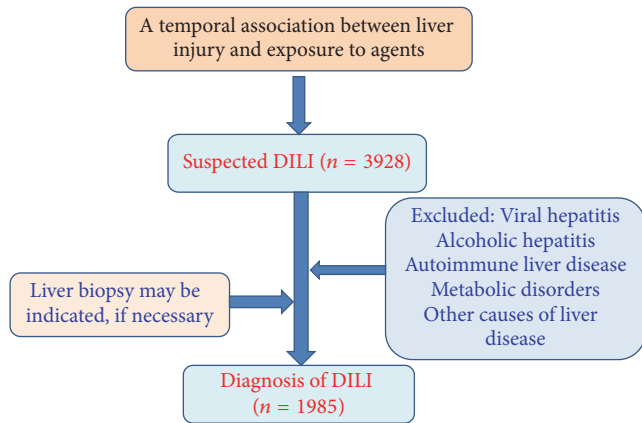 A temporal association between liver
injury and exposure to agents
Suspected DILI (n = 3928)
Excluded: Viral hepatitis
Alcoholic hepatitis
Autoimmune liver disease
Metabolic disorders
Other causes of liver
disease
Liver biopsy may be
indicated, if necessary
Diagnosis of DILI
(n = 1985)